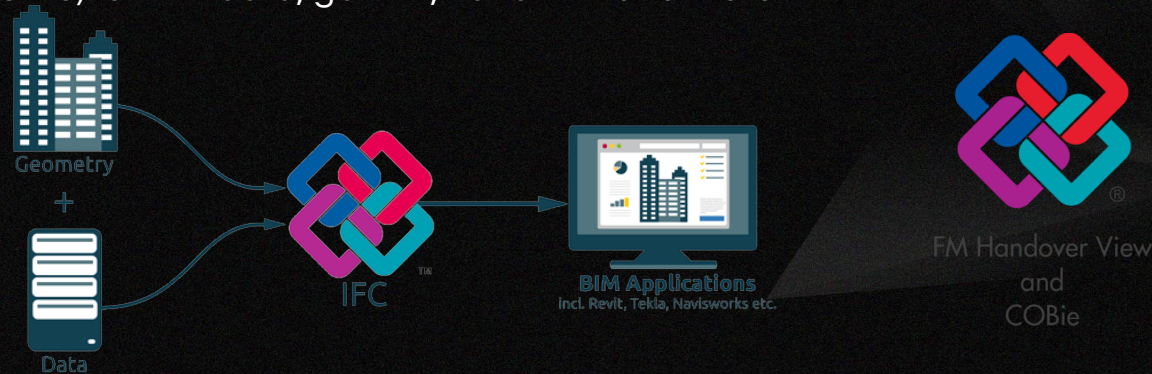 Geometry
+
Data
IFC
TM
BIM Applications
incl. Revit, Tekla, Navisworks etc.
®
FM Handover View
and
COBie